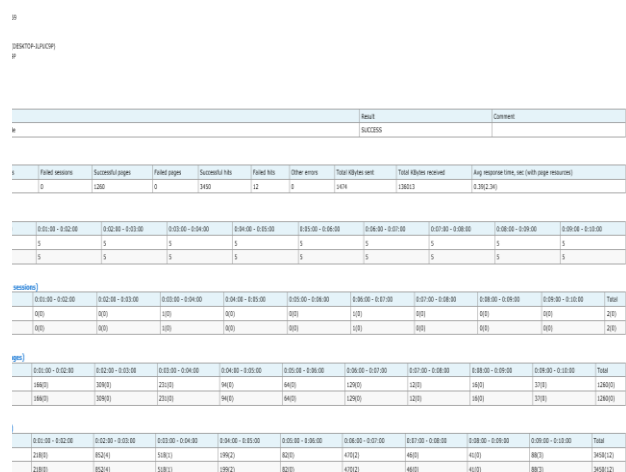 (DESKTOP-3LPUC9P)
Result Comment
SUCCESS
Failed sessions Successful pages Failed pages Successful hits Failed hits Other errors Total KBytes sent Total KBytes received Avg response time, sec (with page resources)
0 1260 0 3450 12 0 1474 136013 0.39(2.34)
0:01:00 - 0:02:00 0:02:00 - 0:03:00 0:03:00 - 0:04:00 0:04:00 - 0:05:00 0:05:00 - 0:06:00 0:06:00 - 0:07:00 0:07:00 - 0:08:00 0:08:00 - 0:09:00 0:09:00 - 0:10:00
5 5 5 5 5 5 5 5 5
5 5 5 5 5 5 5 5 5
sessions)
0:01:00 - 0:02:00 0:02:00 - 0:03:00 0:03:00 - 0:04:00 0:04:00 - 0:05:00 0:05:00 - 0:06:00 0:06:00 - 0:07:00 0:07:00 - 0:08:00 0:08:00 - 0:09:00 0:09:00 - 0:10:00 Total
0(0) 0(0) 1(0) 0(0) 0(0) 1(0) 0(0) 0(0) 0(0) 2(0)
0(0) 0(0) 1(0) 0(0) 0(0) 1(0) 0(0) 0(0) 0(0) 2(0)
ages)
0:01:00 - 0:02:00 0:02:00 - 0:03:00 0:03:00 - 0:04:00 0:04:00 - 0:05:00 0:05:00 - 0:06:00 0:06:00 - 0:07:00 0:07:00 - 0:08:00 0:08:00 - 0:09:00 0:09:00 - 0:10:00 Total
166(0) 309(0) 231(0) 94(0) 64(0) 129(0) 12(0) 16(0) 37(0) 1260(0)
166(0) 309(0) 231(0) 94(0) 64(0) 129(0) 12(0) 16(0) 37(0) 1260(0)
0:01:00 - 0:02:00 0:02:00 - 0:03:00 0:03:00 - 0:04:00 0:04:00 - 0:05:00 0:05:00 - 0:06:00 0:06:00 - 0:07:00 0:07:00 - 0:08:00 0:08:00 - 0:09:00 0:09:00 - 0:10:00 Total
218(0) 852(4) 518(1) 199(2) 82(0) 470(2) 46(0) 41(0) 88(3) 3450(12)
218(0) 852(4) 518(1) 199(2) 82(0) 470(2) 46(0) 41(0) 88(3) 3450(12)